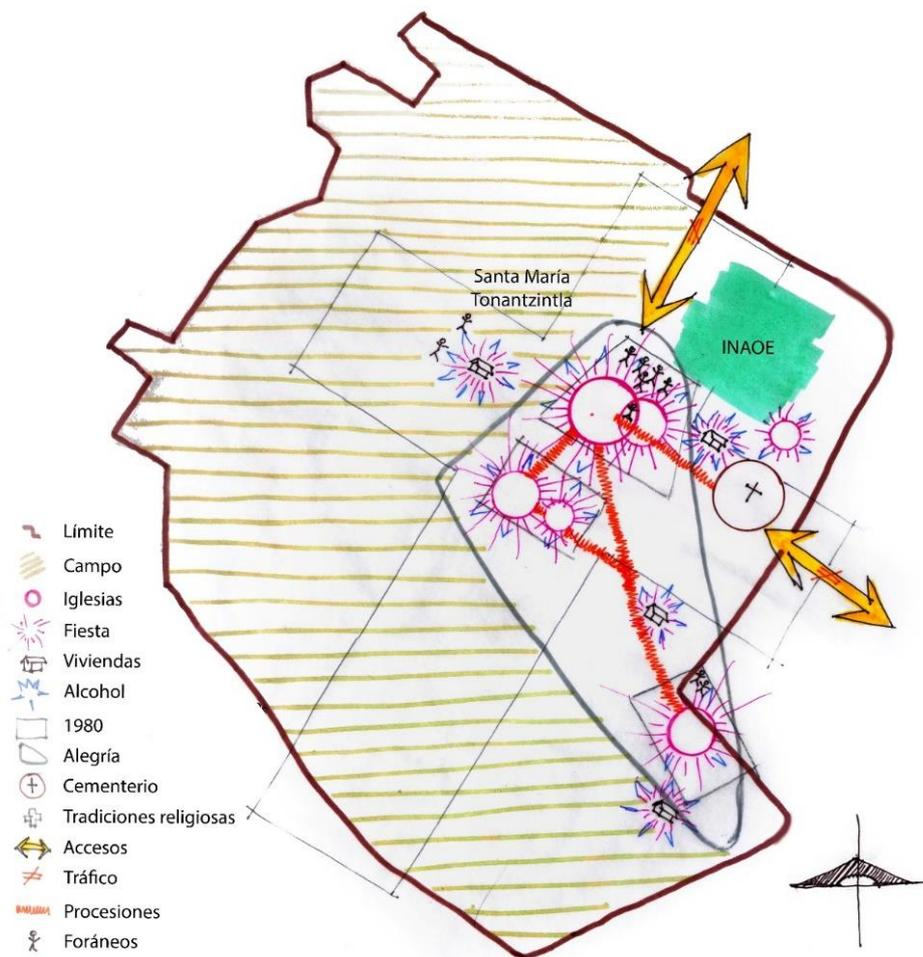 Santa María
Tonantzintla
INAOE
Límite
Campo
Iglesias
Fiesta
Viviendas
Alcohol
1980
Alegría
Cementerio
Tradiciones religiosas
Accesos
Tráfico
Procesiones
Foráneos